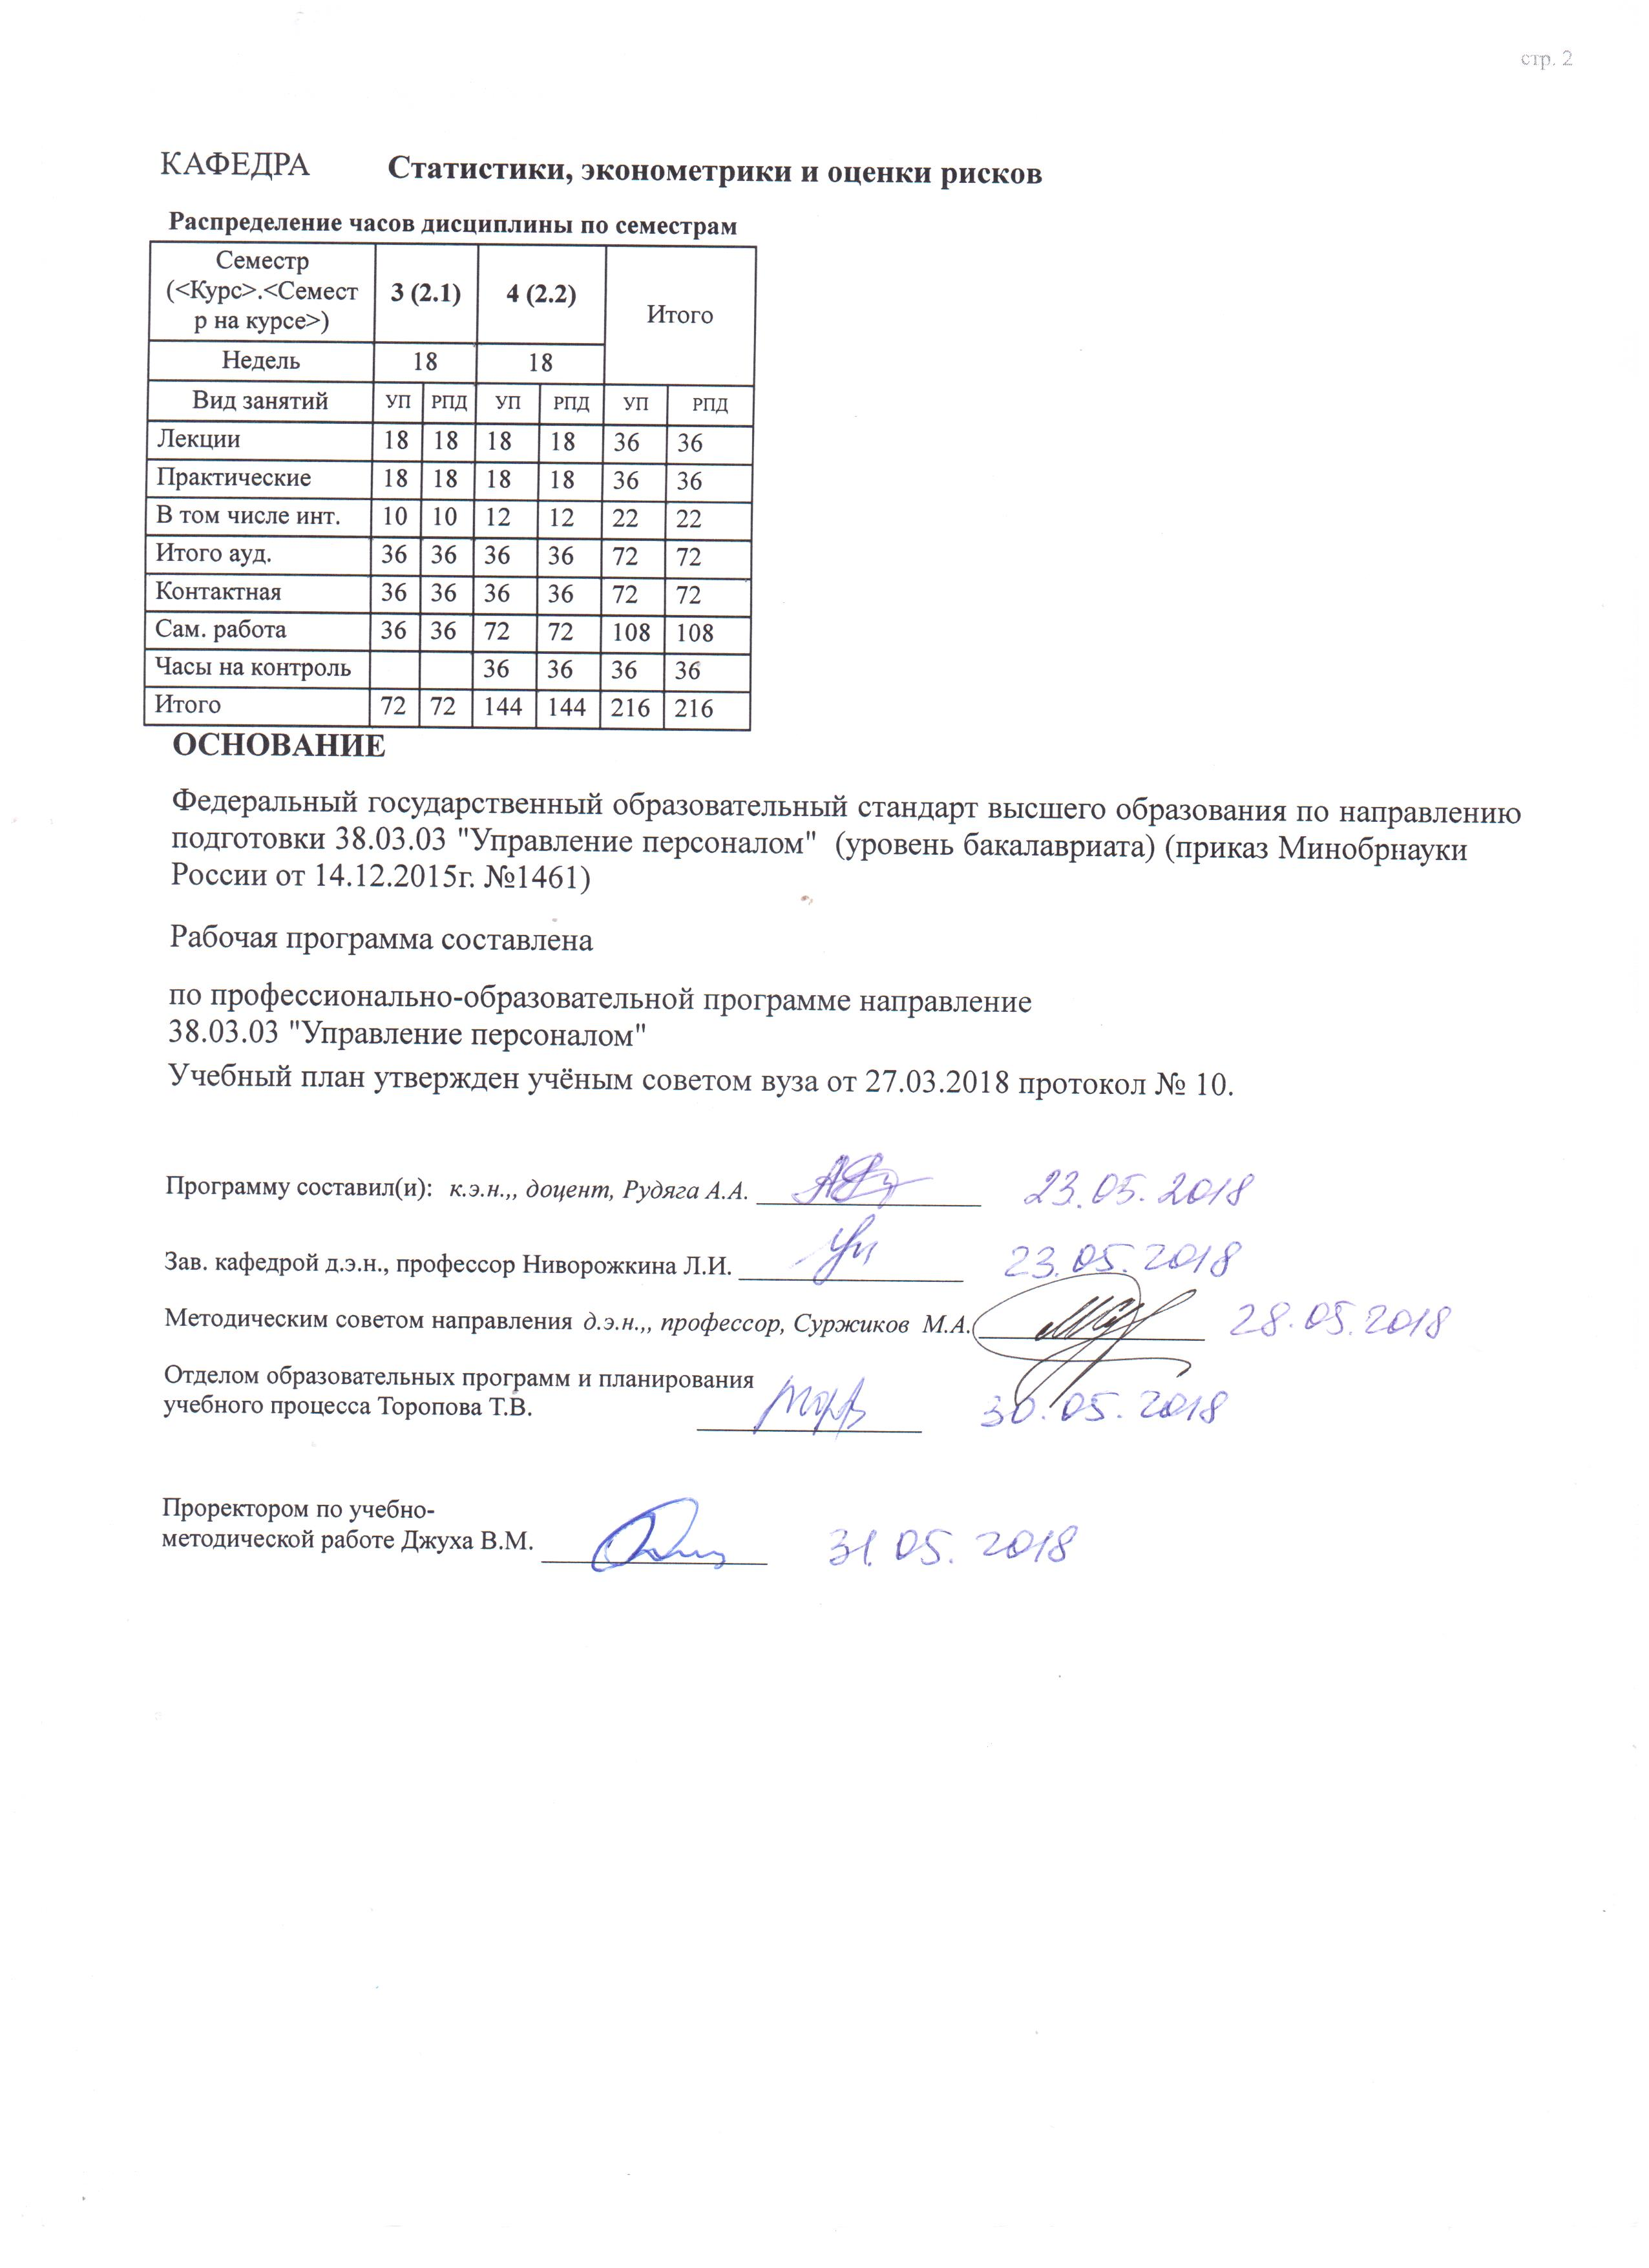 стр. 2
КАФЕДРА Статистики, эконометрики и оценки рисков
Распределение часов дисциплины по семестрам
Семестр
(<Курс>.<Семест
р на курсе>) 3 (2.1) 4 (2.2) Итого
Недель 18 18
Вид занятий УП РПД УП РПД УП РПД
Лекции 18 18 18 18 36 36
Практические 18 18 18 18 36 36
В том числе инт. 10 10 12 12 22 22
Итого ауд. 36 36 36 36 72 72
Контактная 36 36 36 36 72 72
Сам. работа 36 36 72 72 108 108
Часы на контроль 36 36 36 36
Итого 72 72 144 144 216 216
ОСНОВАНИЕ
Федеральный государственный образовательный стандарт высшего образования по направлению
подготовки 38.03.03 "Управление персоналом" (уровень бакалавриата) (приказ Минобрнауки
России от 14.12.2015г. №1461)
Рабочая программа составлена
по профессионально-образовательной программе направление
38.03.03 "Управление персоналом"
Учебный план утвержден учёным советом вуза от 27.03.2018 протокол № 10.
Программу составил(и): к.э.н.,, доцент, Рудяга А.А. 23.05.2018
Зав. кафедрой д.э.н., профессор Ниворожкина Л.И. 23.05.2018
Методическим советом направления д.э.н.,, профессор, Суржиков М.А. 28.05.2018
Отделом образовательных программ и планирования
учебного процесса Торопова Т.В. 30.05.2018
Проректором по учебно-
методической работе Джуха В.М. 31.05.2018